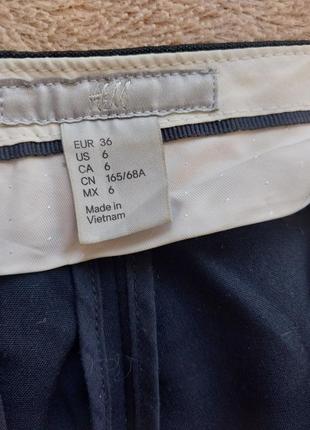 H&M
EUR 36
US 6
CA 6
CN 165/68A
MX 6
Made in
Vietnam